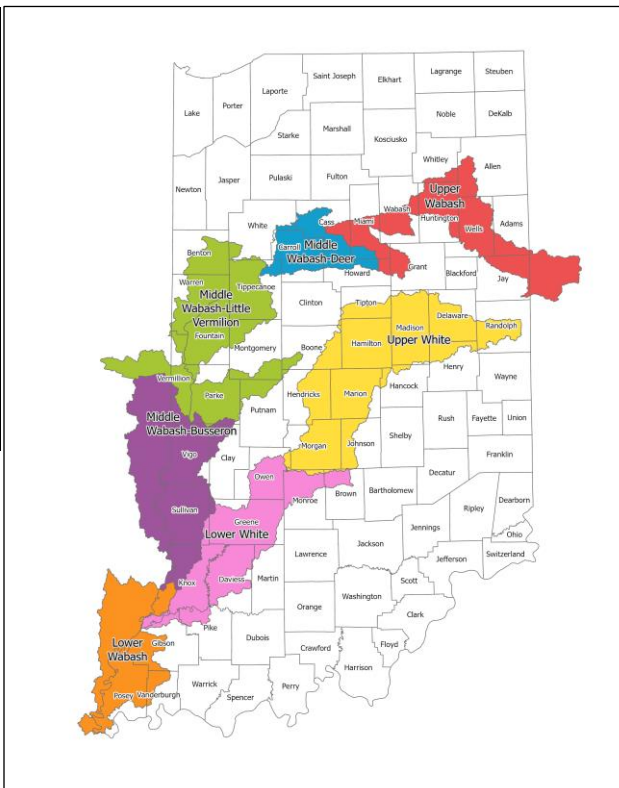 Lagrange
Steuben
Saint Joseph
Elkhart
Laporte
Porter
Lake
Noble
DeKalb
Marshall
Starke
Kosciusko
Whitley
Allen
Jasper
Pulaski
Fulton
Newton
Upper
Wabash
Wabash
Miami
Cass
White
Huntington
Wells
Adams
Carroll
Middle
Wabash-Deer
Benton
Grant
Howard
Blackford
Jay
Warren
Tippecanoe
Middle
Wabash-Little
Vermilion
Clinton
Tipton
Delaware
Madison
Randolph
Fountain
Hamilton
Upper White
Montgomery
Boone
Henry
Vermillion
Parke
Hendricks
Marion
Hancock
Wayne
Middle
Wabash-Busseron
Putnam
Rush
Fayette
Union
Morgan
Johnson
Shelby
Vigo
Clay
Franklin
Owen
Decatur
Monroe
Brown
Bartholomew
Dearborn
Sullivan
Greene
Lower White
Ripley
Jennings
Ohio
Lawrence
Jackson
Switzerland
Jefferson
Knox
Daviess
Martin
Scott
Washington
Orange
Clark
Pike
Lower
Wabash
Gibson
Dubois
Crawford
Floyd
Harrison
Posey
Vanderburgh
Warrick
Spencer
Perry